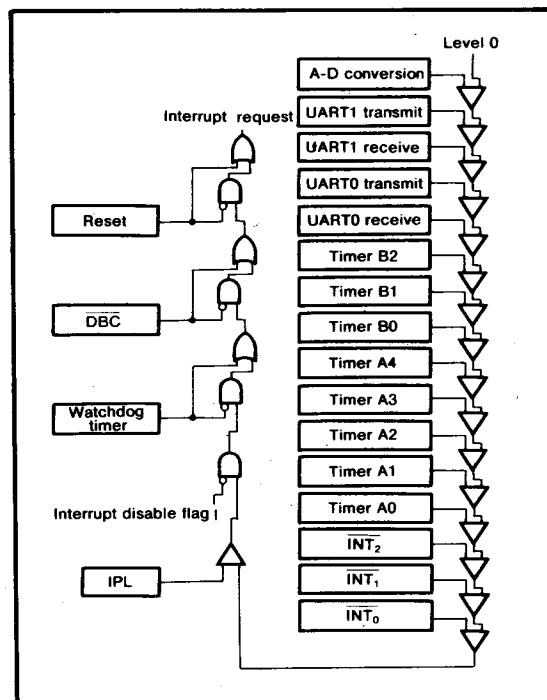 Level 0
A-D conversion
UART1 transmit
Interrupt request
UART1 receive
UART0 transmit
Reset
UART0 receive
Timer B2
Timer B1
DBC
Timer B0
Timer A4
Timer A3
Watchdog
timer
Timer A2
Timer A1
Interrupt disable flag I
Timer A0
INT2
IPL
INT1
INT0